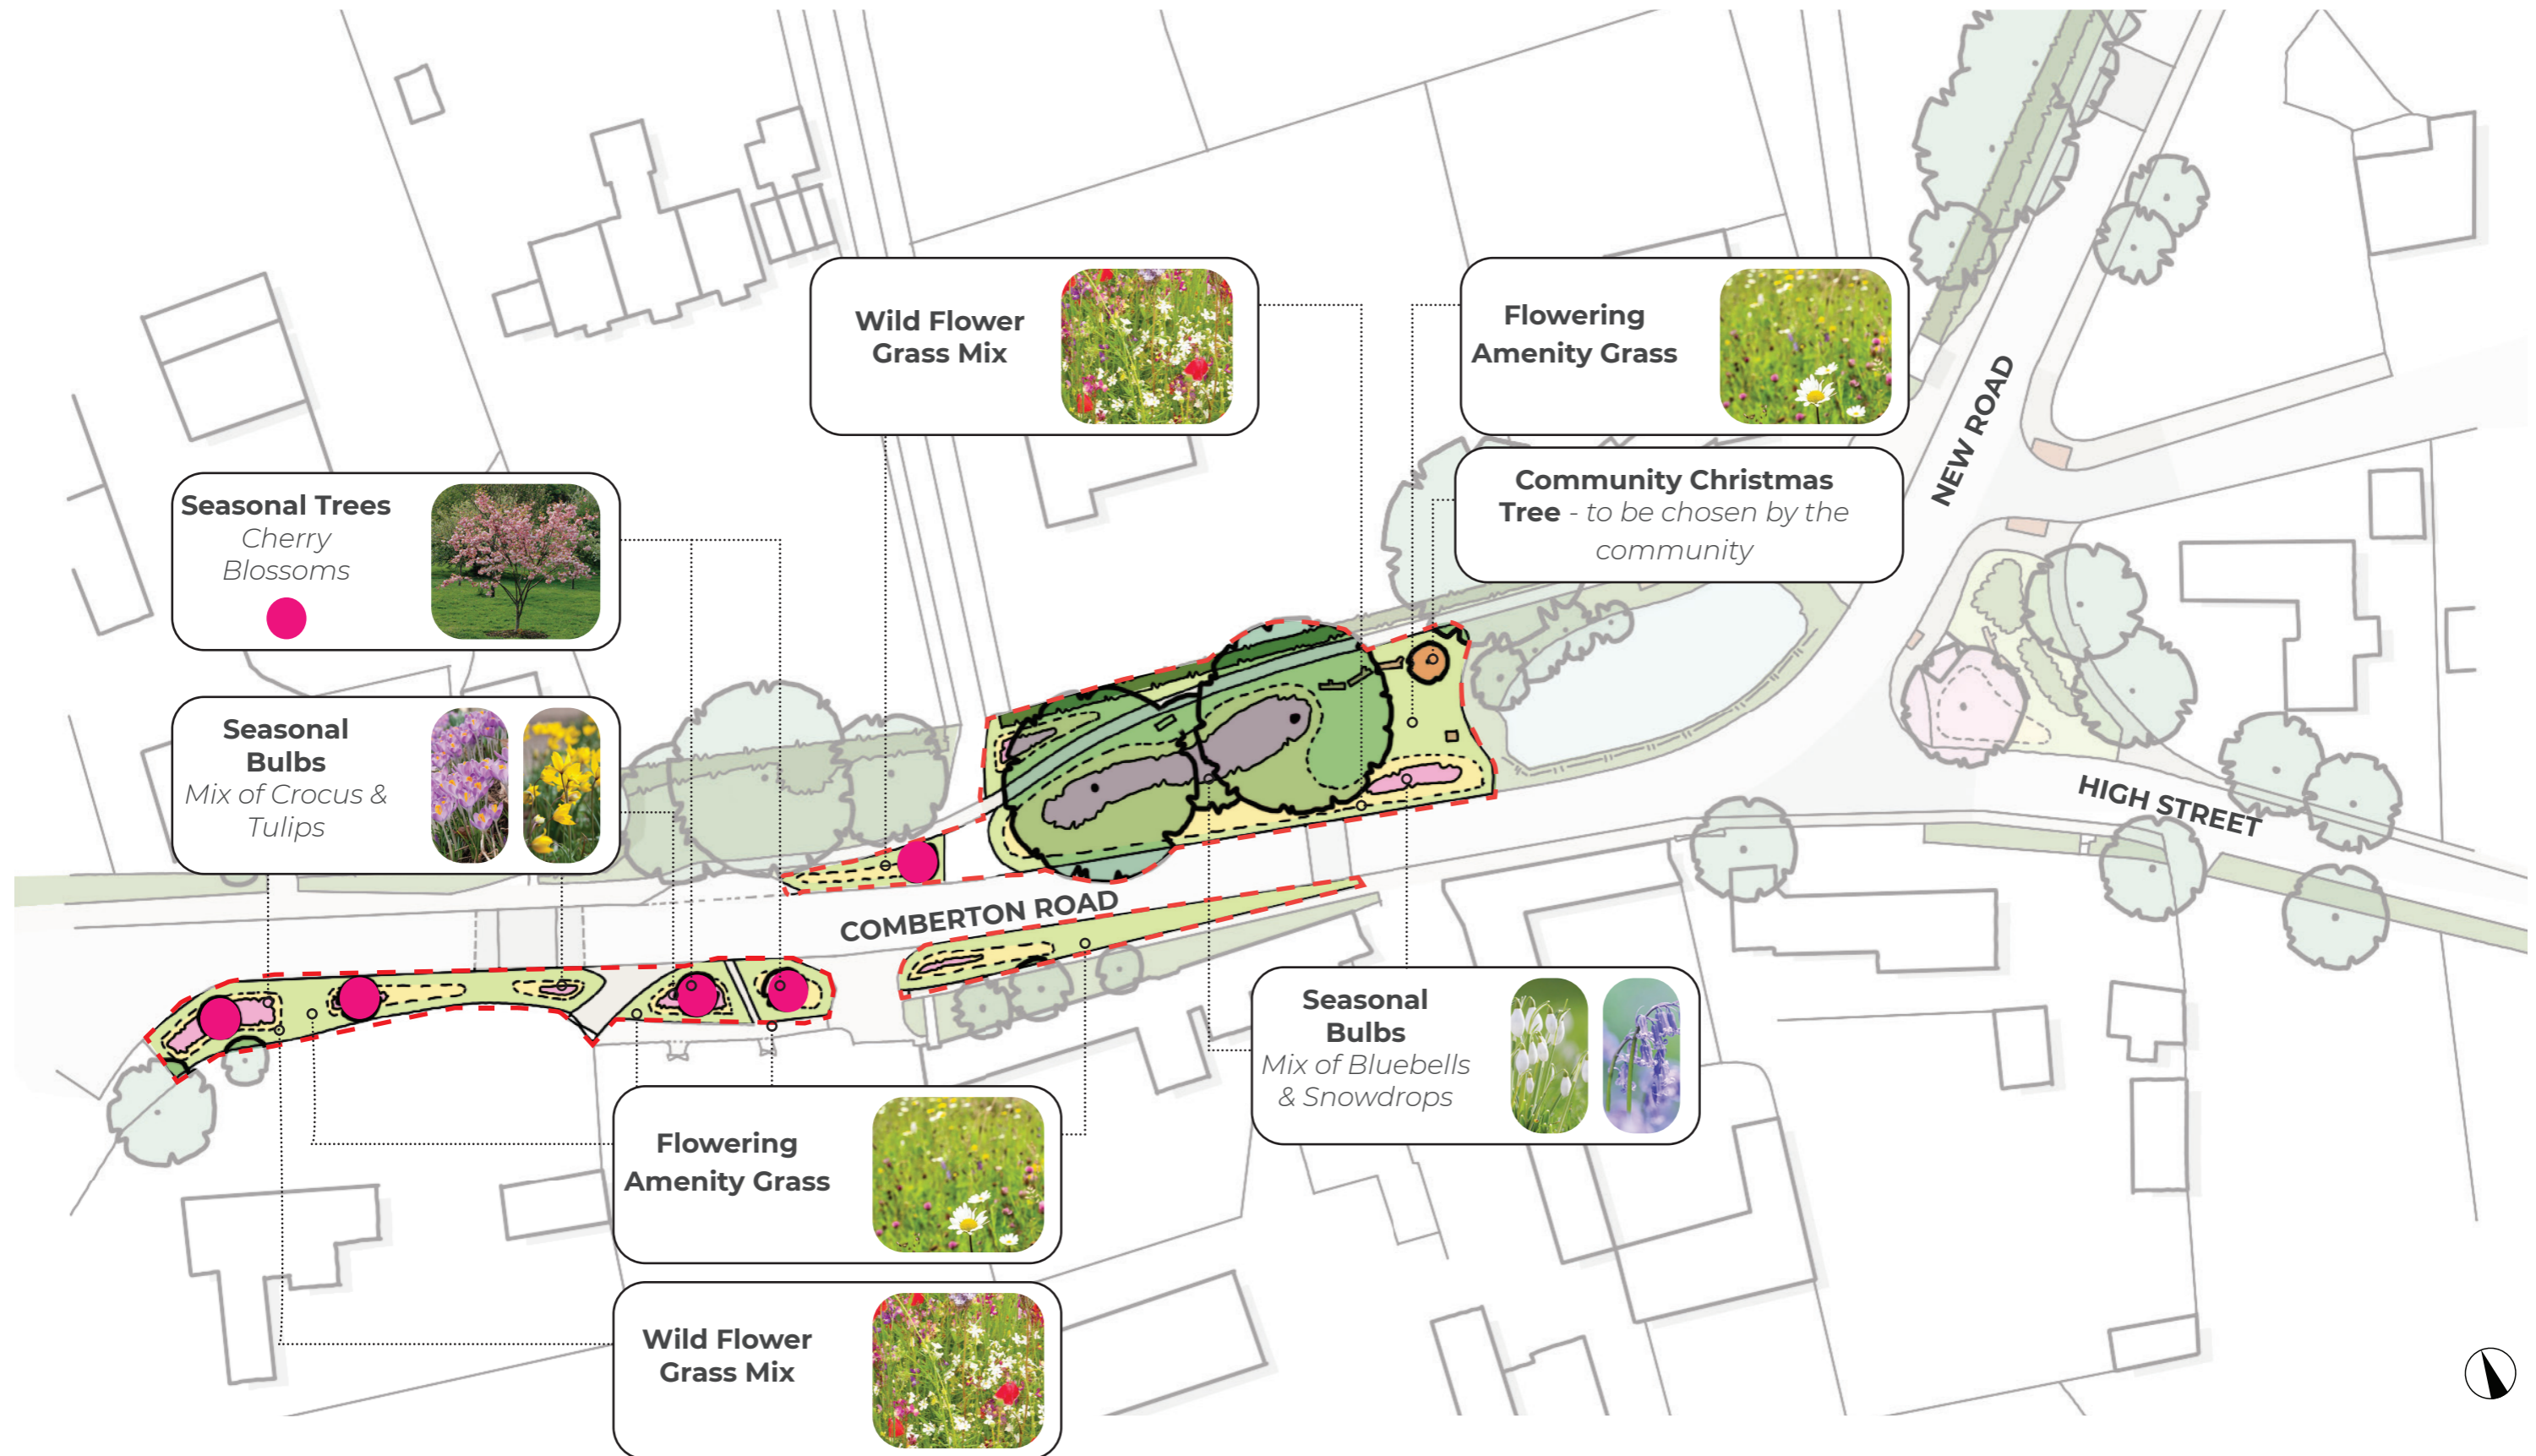 Wild Flower
Grass Mix
Flowering
Amenity Grass
Community Christmas
Tree - to be chosen by the
community
NEW ROAD
Seasonal Trees
Cherry
Blossoms
Seasonal
Bulbs
Mix of Crocus &
Tulips
HIGH STREET
COMBERTON ROAD
Seasonal
Bulbs
Mix of Bluebells
& Snowdrops
Flowering
Amenity Grass
Wild Flower
Grass Mix